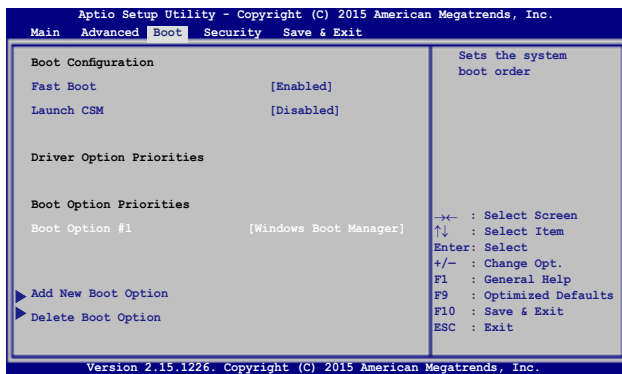 Aptio Setup Utility - Copyright (C) 2015 American Megatrends, Inc.
Main Advanced Boot Security Save & Exit
Boot Configuration
Fast Boot [Enabled]
Launch CSM [Disabled]
Driver Option Priorities
Boot Option Priorities
Boot Option #1 [Windows Boot Manager]
Add New Boot Option
Delete Boot Option
Sets the system
boot order
→← : Select Screen
↑↓ : Select Item
Enter: Select
+/— : Change Opt.
F1 : General Help
F9 : Optimized Defaults
F10 : Save & Exit
ESC : Exit
Version 2.15.1226. Copyright (C) 2015 American Megatrends, Inc.